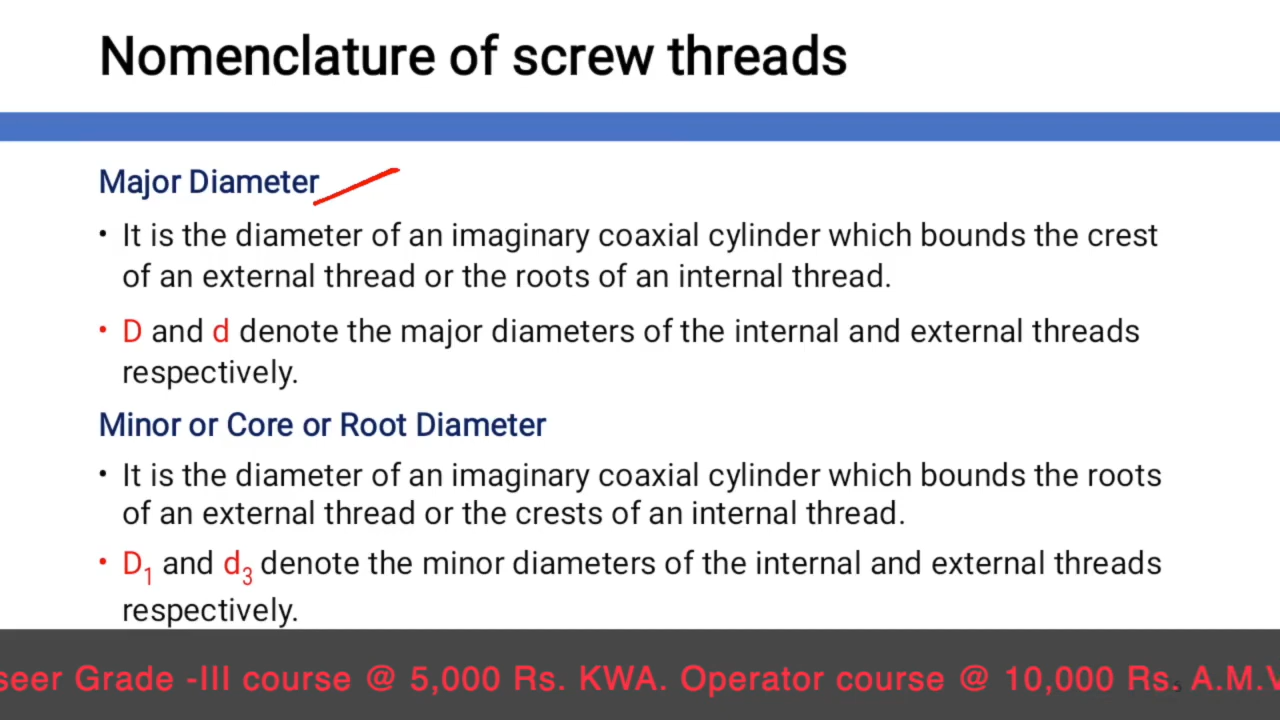 Nomenclature of screw threads
Major Diameter
• It is the diameter of an imaginary coaxial cylinder which bounds the crest
of an external thread or the roots of an internal thread.
• D and d denote the major diameters of the internal and external threads
respectively.
Minor or Core or Root Diameter
• It is the diameter of an imaginary coaxial cylinder which bounds the roots
of an external thread or the crests of an internal thread.
• D₁ and d₃ denote the minor diameters of the internal and external threads
respectively.
seer Grade -III course @ 5,000 Rs. KWA. Operator course @ 10,000 Rs. A.M.V